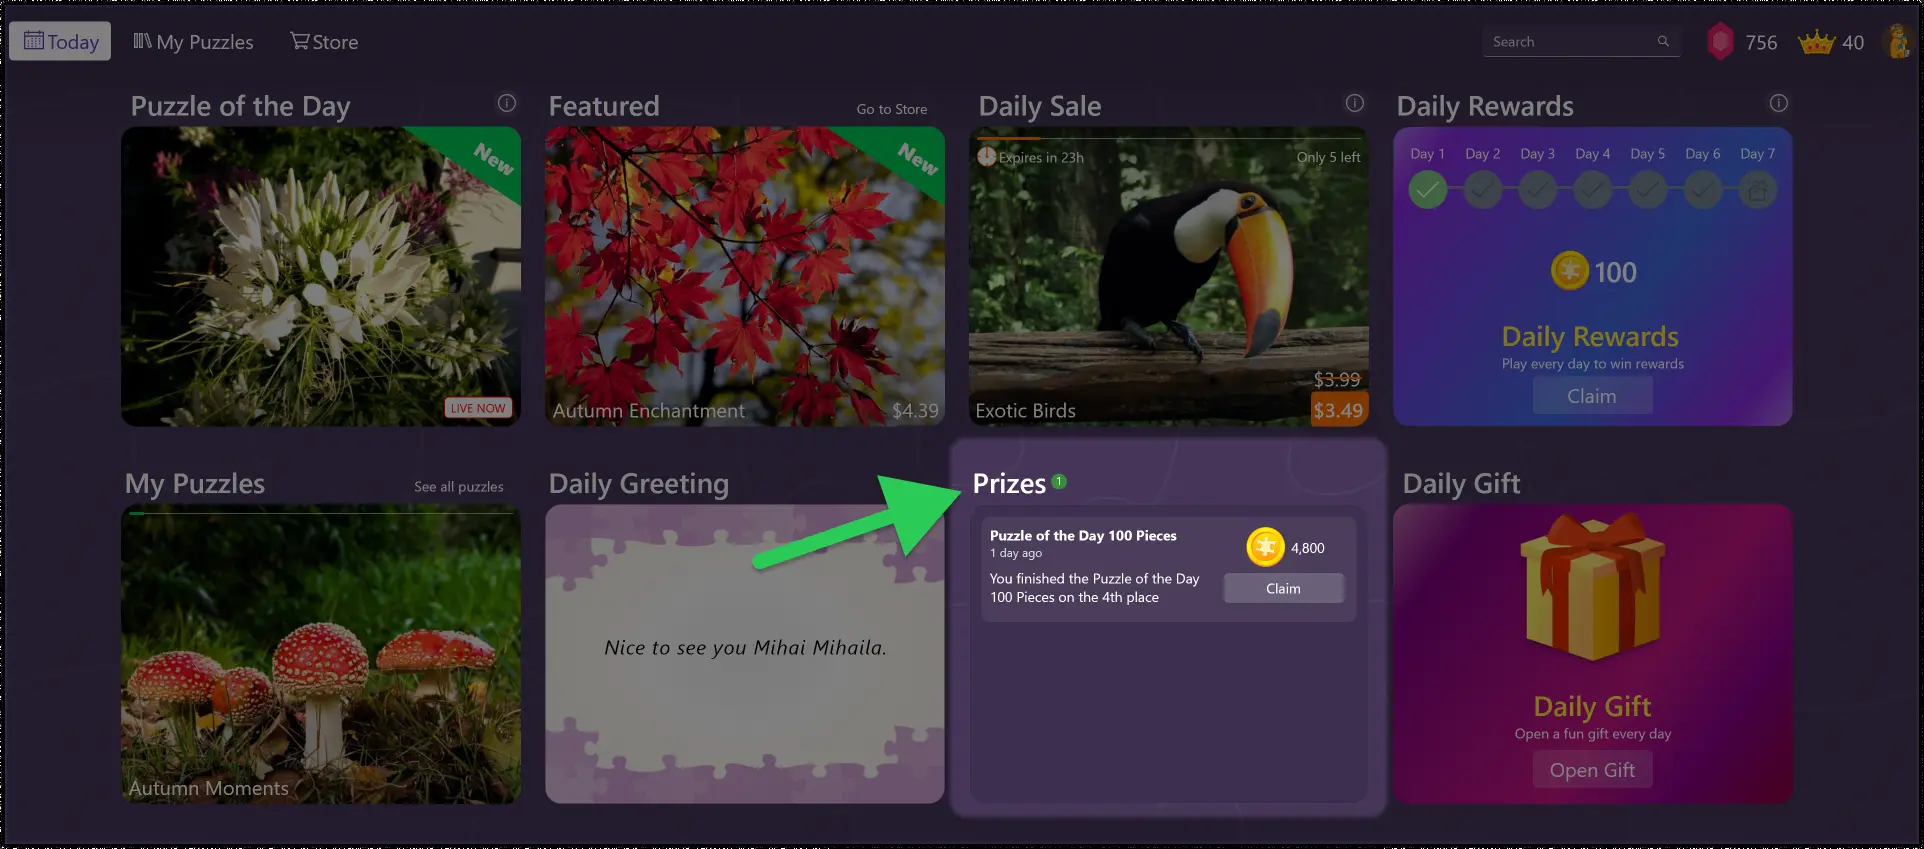 Today
My Puzzles
Store
Search
756
40
Puzzle of the Day
Featured
Go to Store
Daily Sale
Daily Rewards
New
LIVE NOW
New
Autumn Enchantment
$4.39
Expires in 23h
Only 5 left
$3.99
Exotic Birds
$3.49
Day 1 Day 2 Day 3 Day 4 Day 5 Day 6 Day 7
100
Daily Rewards
Play every day to win rewards
Claim
My Puzzles
See all puzzles
Autumn Moments
Daily Greeting
Nice to see you Mihai Mihaila.
Prizes 1
Puzzle of the Day 100 Pieces
1 day ago
4,800
You finished the Puzzle of the Day
100 Pieces on the 4th place
Claim
Daily Gift
Daily Gift
Open a fun gift every day
Open Gift